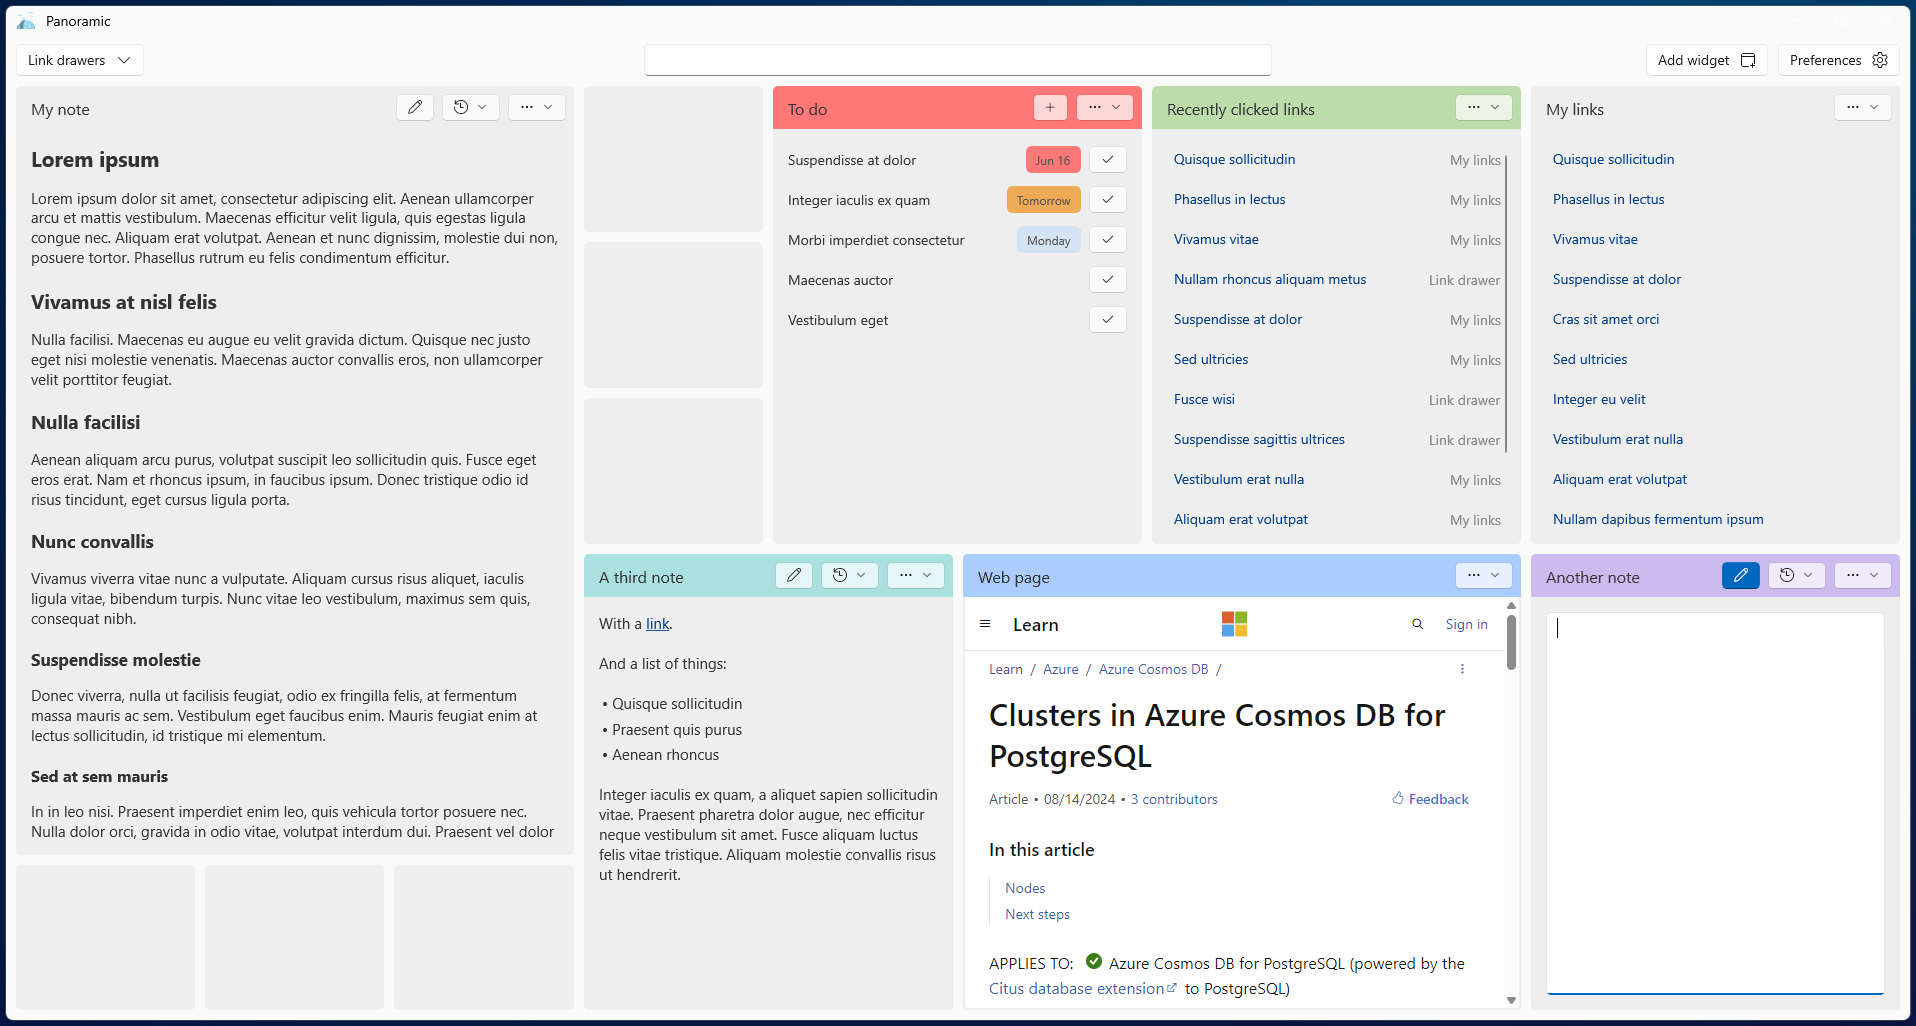 Panoramic
Link drawers
Add widget
Preferences
My note
Lorem ipsum
Lorem ipsum dolor sit amet, consectetur adipiscing elit. Aenean ullamcorper
arcu et mattis vestibulum. Maecenas efficitur velit ligula, quis egestas ligula
congue nec. Aliquam erat volutpat. Aenean et nunc dignissim, molestie dui non,
posuere tortor. Phasellus rutrum eu felis condimentum efficitur.
Vivamus at nisl felis
Nulla facilisi. Maecenas eu augue eu velit gravida dictum. Quisque nec justo
eget nisi molestie venenatis. Maecenas auctor convallis eros, non ullamcorper
velit porttitor feugiat.
Nulla facilisi
Aenean aliquam arcu purus, volutpat suscipit leo sollicitudin quis. Fusce eget
eros erat. Nam et rhoncus ipsum, in faucibus ipsum. Donec tristique odio id
risus tincidunt, eget cursus ligula porta.
Nunc convallis
Vivamus viverra vitae nunc a vulputate. Aliquam cursus risus aliquet, iaculis
ligula vitae, bibendum turpis. Nunc vitae leo vestibulum, maximus sem quis,
consequat nibh.
Suspendisse molestie
Donec viverra, nulla ut facilisis feugiat, odio ex fringilla felis, at fermentum
massa mauris ac sem. Vestibulum eget faucibus enim. Mauris feugiat enim at
lectus sollicitudin, id tristique mi elementum.
Sed at sem mauris
In in leo nisi. Praesent imperdiet enim leo, quis vehicula tortor posuere nec.
Nulla dolor orci, gravida in odio vitae, volutpat interdum dui. Praesent vel dolor
To do
Suspendisse at dolor Jun 16
Integer iaculis ex quam Tomorrow
Morbi imperdiet consectetur Monday
Maecenas auctor
Vestibulum eget
Recently clicked links
Quisque sollicitudin My links
Phasellus in lectus My links
Vivamus vitae My links
Nullam rhoncus aliquam metus Link drawer
Suspendisse at dolor My links
Sed ultricies My links
Fusce wisi Link drawer
Suspendisse sagittis ultrices Link drawer
Vestibulum erat nulla My links
Aliquam erat volutpat My links
My links
Quisque sollicitudin
Phasellus in lectus
Vivamus vitae
Suspendisse at dolor
Cras sit amet orci
Sed ultricies
Integer eu velit
Vestibulum erat nulla
Aliquam erat volutpat
Nullam dapibus fermentum ipsum
A third note
With a link.
And a list of things:
• Quisque sollicitudin
• Praesent quis purus
• Aenean rhoncus
Integer iaculis ex quam, a aliquet sapien sollicitudin
vitae. Praesent pharetra dolor augue, nec efficitur
neque vestibulum sit amet. Fusce aliquam luctus
felis vitae tristique. Aliquam molestie convallis risus
ut hendrerit.
Web page
Learn
Sign in
Learn / Azure / Azure Cosmos DB /
Clusters in Azure Cosmos DB for
PostgreSQL
Article • 08/14/2024 • 3 contributors
Feedback
In this article
Nodes
Next steps
APPLIES TO: Azure Cosmos DB for PostgreSQL (powered by the
Citus database extension to PostgreSQL)
Another note